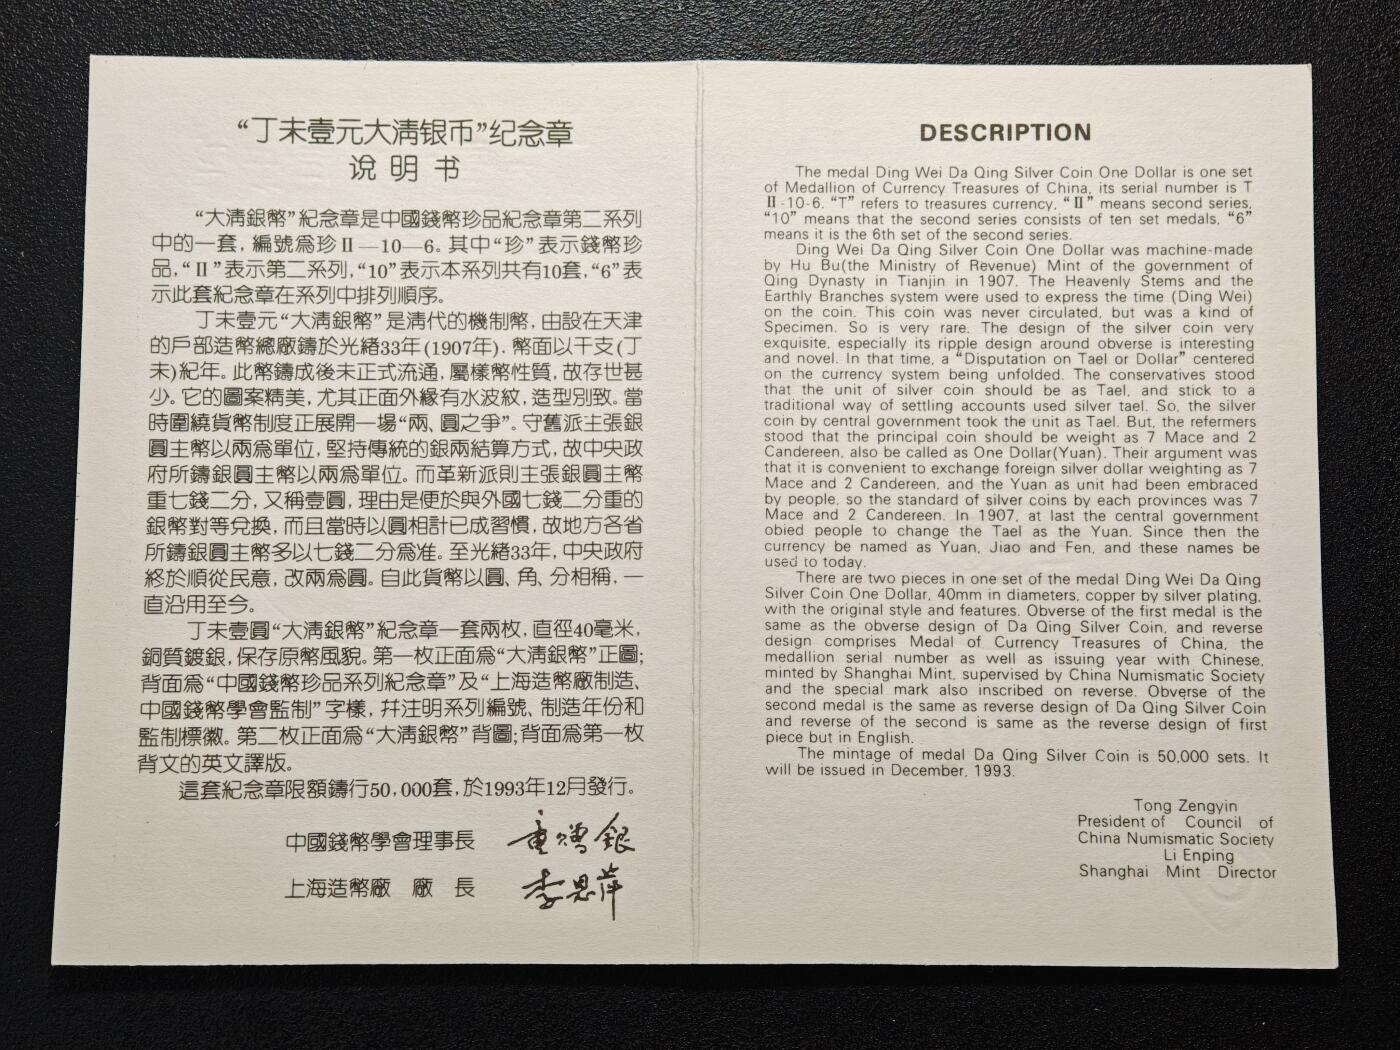 “丁未壹元大清银币”纪念章
说明书
“大清銀幣”紀念章是中國錢幣珍品紀念章第二系列
中的一套，編號爲珍Ⅱ—10—6。其中“珍”表示錢幣珍
品，“Ⅱ”表示第二系列，“10”表示本系列共有10套，“6”表
示此套紀念章在系列中排列順序。
丁未壹元“大清銀幣”是清代的機制幣，由設在天津
的戶部造幣總廠鑄於光緒33年(1907年)．幣面以干支(丁
未)紀年。此幣鑄成後未正式流通，屬樣幣性質，故存世甚
少。它的圖案精美，尤其正面外緣有水波紋，造型別致。當
時圍繞貨幣制度正展開一場“兩、圓之爭”。守舊派主張銀
圓主幣以兩爲單位，堅持傳統的銀兩結算方式，故中央政
府所鑄銀圓主幣以兩爲單位。而革新派則主張銀圓主幣
重七錢二分，又稱壹圓，理由是便於與外國七錢二分重的
銀幣對等兌換，而且當時以圓相計已成習慣，故地方各省
所鑄銀圓主幣多以七錢二分爲准。至光緒33年，中央政府
終於順從民意，改兩爲圓。自此貨幣以圓、角、分相稱，一
直沿用至今。
丁未壹圓“大清銀幣”紀念章一套兩枚，直徑40毫米，
銅質鍍銀，保存原幣風貌。第一枚正面爲“大清銀幣”正圖；
背面爲“中國錢幣珍品系列紀念章”及“上海造幣廠制造、
中國錢幣學會監制”字樣，幷注明系列編號、制造年份和
監制標徽。第二枚正面爲“大清銀幣”背圖；背面爲第一枚
背文的英文譯版。
這套紀念章限額鑄行50,000套，於1993年12月發行。
中國錢幣學會理事長 童增銀
上海造幣廠 廠 長 李恩萍
DESCRIPTION
The medal Ding Wei Da Qing Silver Coin One Dollar is one set
of Medallion of Currency Treasures of China, its serial number is T
Ⅱ-10-6. “T” refers to treasures currency, “Ⅱ” means second series,
“10” means that the second series consists of ten set medals, “6”
means it is the 6th set of the second series.
Ding Wei Da Qing Silver Coin One Dollar was machine-made
by Hu Bu(the Ministry of Revenue) Mint of the government of
Qing Dynasty in Tianjin in 1907. The Heavenly Stems and the
Earthly Branches system were used to express the time (Ding Wei)
on the coin. This coin was never circulated, but was a kind of
Specimen. So is very rare. The design of the silver coin very
exquisite, especially its ripple design around obverse is interesting
and novel. In that time, a “Disputation on Tael or Dollar” centered
on the currency system being unfolded. The conservatives stood
that the unit of silver coin should be as Tael, and stick to a
traditional way of settling accounts used silver tael. So, the silver
coin by central government took the unit as Tael. But, the refermers
stood that the principal coin should be weight as 7 Mace and 2
Candereen, also be called as One Dollar(Yuan). Their argument was
that it is convenient to exchange foreign silver dollar weighting as 7
Mace and 2 Candereen, and the Yuan as unit had been embraced
by people, so the standard of silver coins by each provinces was 7
Mace and 2 Candereen. In 1907, at last the central government
obied people to change the Tael as the Yuan. Since then the
currency be named as Yuan, Jiao and Fen, and these names be
used to today.
There are two pieces in one set of the medal Ding Wei Da Qing
Silver Coin One Dollar, 40mm in diameters, copper by silver plating,
with the original style and features. Obverse of the first medal is the
same as the obverse design of Da Qing Silver Coin, and reverse
design comprises Medal of Currency Treasures of China, the
medallion serial number as well as issuing year with Chinese,
minted by Shanghai Mint, supervised by China Numismatic Society
and the special mark also inscribed on reverse. Obverse of the
second medal is the same as reverse design of Da Qing Silver Coin
and reverse of the second is same as the reverse design of first
piece but in English.
The mintage of medal Da Qing Silver Coin is 50,000 sets. It
will be issued in December, 1993.
Tong Zengyin
President of Council of
China Numismatic Society
Li Enping
Shanghai Mint Director